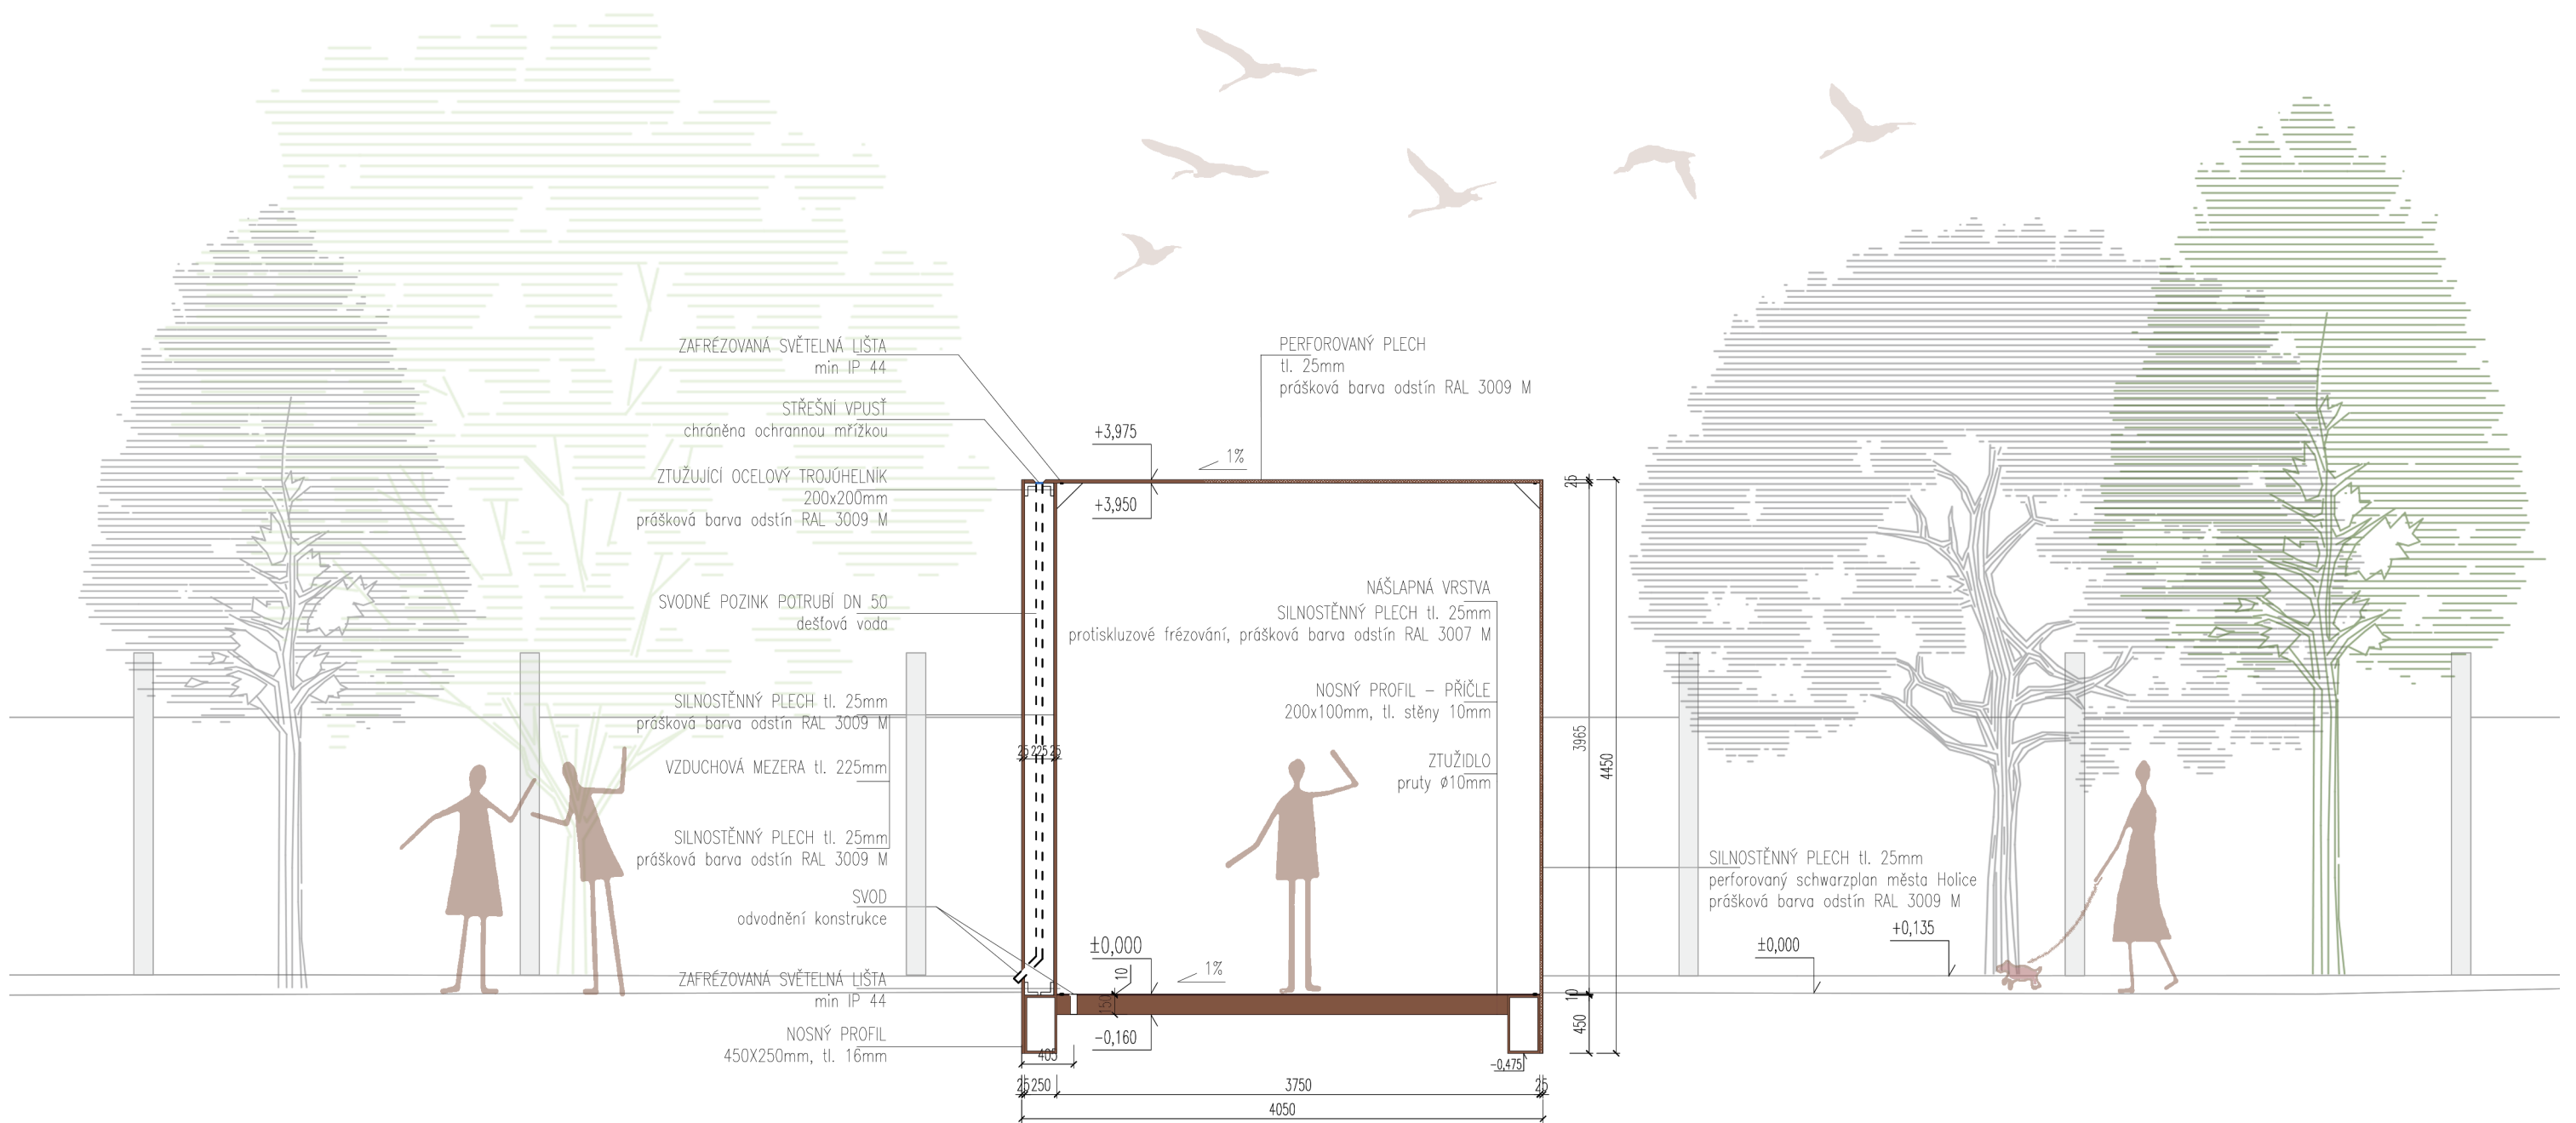 ZAFRÉZOVANÁ SVĚTELNÁ LIŠTA
min IP 44
STŘEŠNÍ VPUSŤ
chráněna ochrannou mřížkou
ZTUŽUJÍCÍ OCELOVÝ TROJÚHELNÍK
200x200mm
prášková barva odstín RAL 3009 M
SVODNÉ POZINK POTRUBÍ DN 50
dešťová voda
SILNOSTĚNNÝ PLECH tl. 25mm
prášková barva odstín RAL 3009 M
VZDUCHOVÁ MEZERA tl. 225mm
SILNOSTĚNNÝ PLECH tl. 25mm
prášková barva odstín RAL 3009 M
SVOD
odvodnění konstrukce
ZAFRÉZOVANÁ SVĚTELNÁ LIŠTA
min IP 44
NOSNÝ PROFIL
450X250mm, tl. 16mm
PERFOROVANÝ PLECH
tl. 25mm
prášková barva odstín RAL 3009 M
+3,975
1%
+3,950
NÁŠLAPNÁ VRSTVA
SILNOSTĚNNÝ PLECH tl. 25mm
protiskluzové frézování, prášková barva odstín RAL 3007 M
NOSNÝ PROFIL – PŘÍČLE
200x100mm, tl. stěny 10mm
ZTUŽIDLO
pruty ø10mm
25 225 25
±0,000
10
1%
150
-0,160
405
-0,475
25 250 3750 25
4050
25
3965
4450
10
450
SILNOSTĚNNÝ PLECH tl. 25mm
perforovaný schwarzplan města Holice
prášková barva odstín RAL 3009 M
±0,000
+0,135